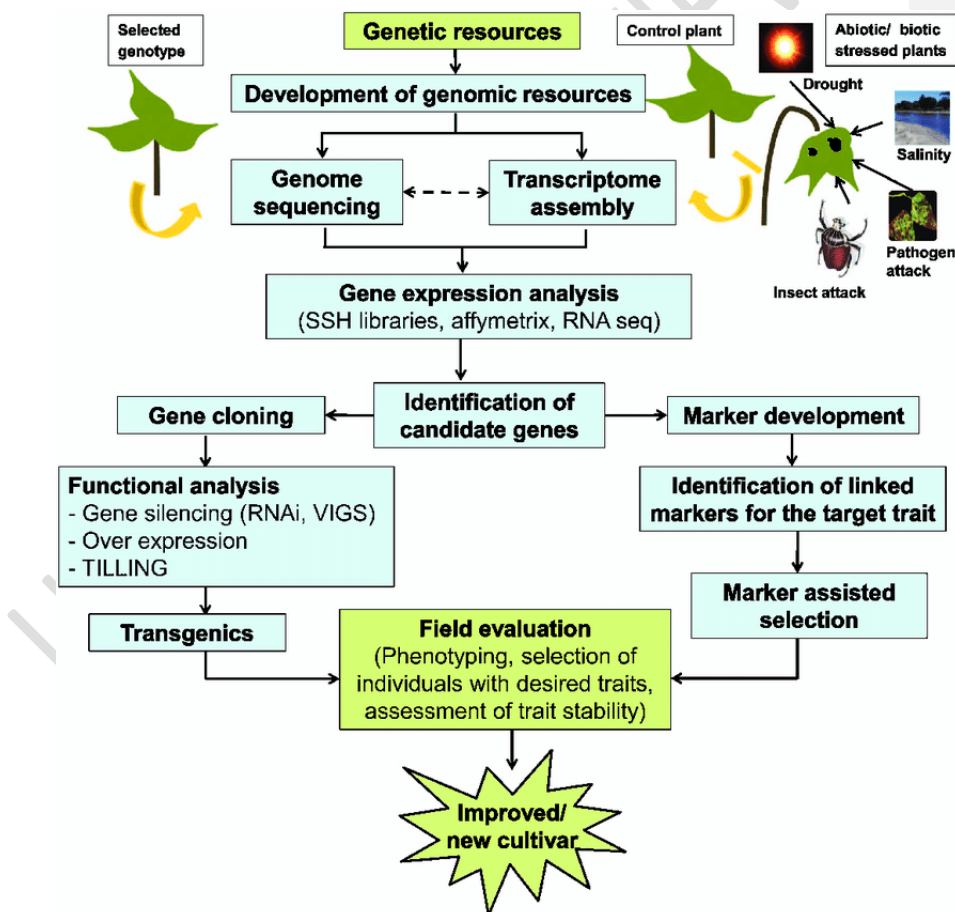 Selected
genotype
Genetic resources
Control plant
Abiotic/ biotic
stressed plants
Development of genomic resources
Drought
Salinity
Genome
sequencing
Transcriptome
assembly
Pathogen
attack
Insect attack
Gene expression analysis
(SSH libraries, affymetrix, RNA seq)
Gene cloning
Identification of
candidate genes
Marker development
Functional analysis
- Gene silencing (RNAi, VIGS)
- Over expression
- TILLING
Identification of linked
markers for the target trait
Transgenics
Marker assisted
selection
Field evaluation
(Phenotyping, selection of
individuals with desired traits,
assessment of trait stability)
Improved/
new cultivar